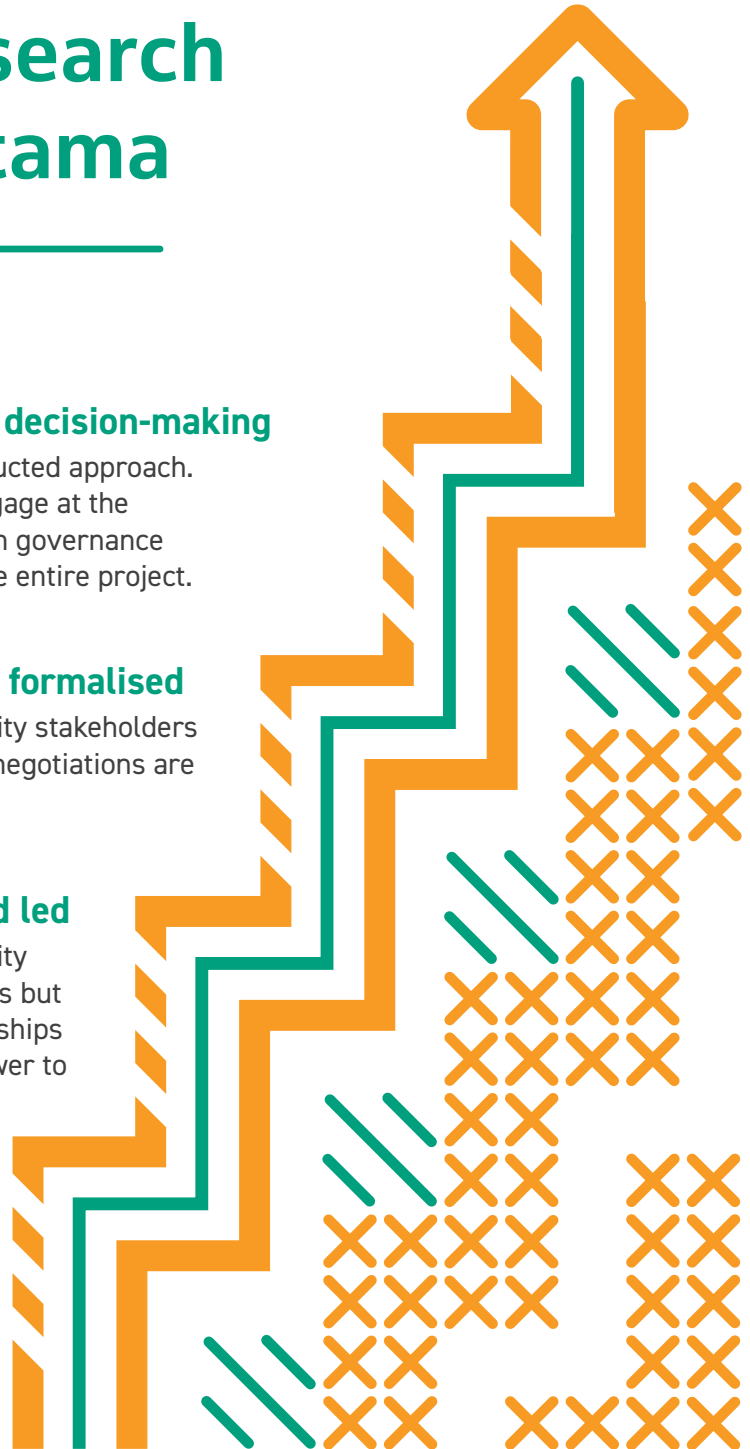 search
tama
decision-making
ucted approach.
gage at the
n governance
e entire project.
formalised
ity stakeholders
negotiations are
d led
ity
s but
ships
ver to